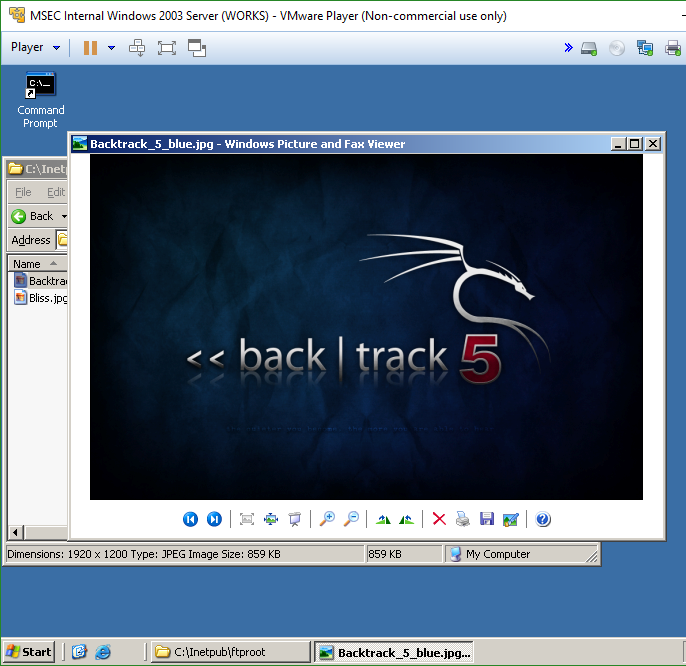 MSEC Internal Windows 2003 Server (WORKS) - VMware Player (Non-commercial use only)
Player
C:\_
Command
Prompt
Backtrack_5_blue.jpg - Windows Picture and Fax Viewer
C:\Inetp
File Edit
Back
Address
Name
Backtrac
Bliss.jpg
<< back | track 5
Dimensions: 1920 x 1200 Type: JPEG Image Size: 859 KB
859 KB
My Computer
Start
C:\Inetpub\ftproot
Backtrack_5_blue.jpg...